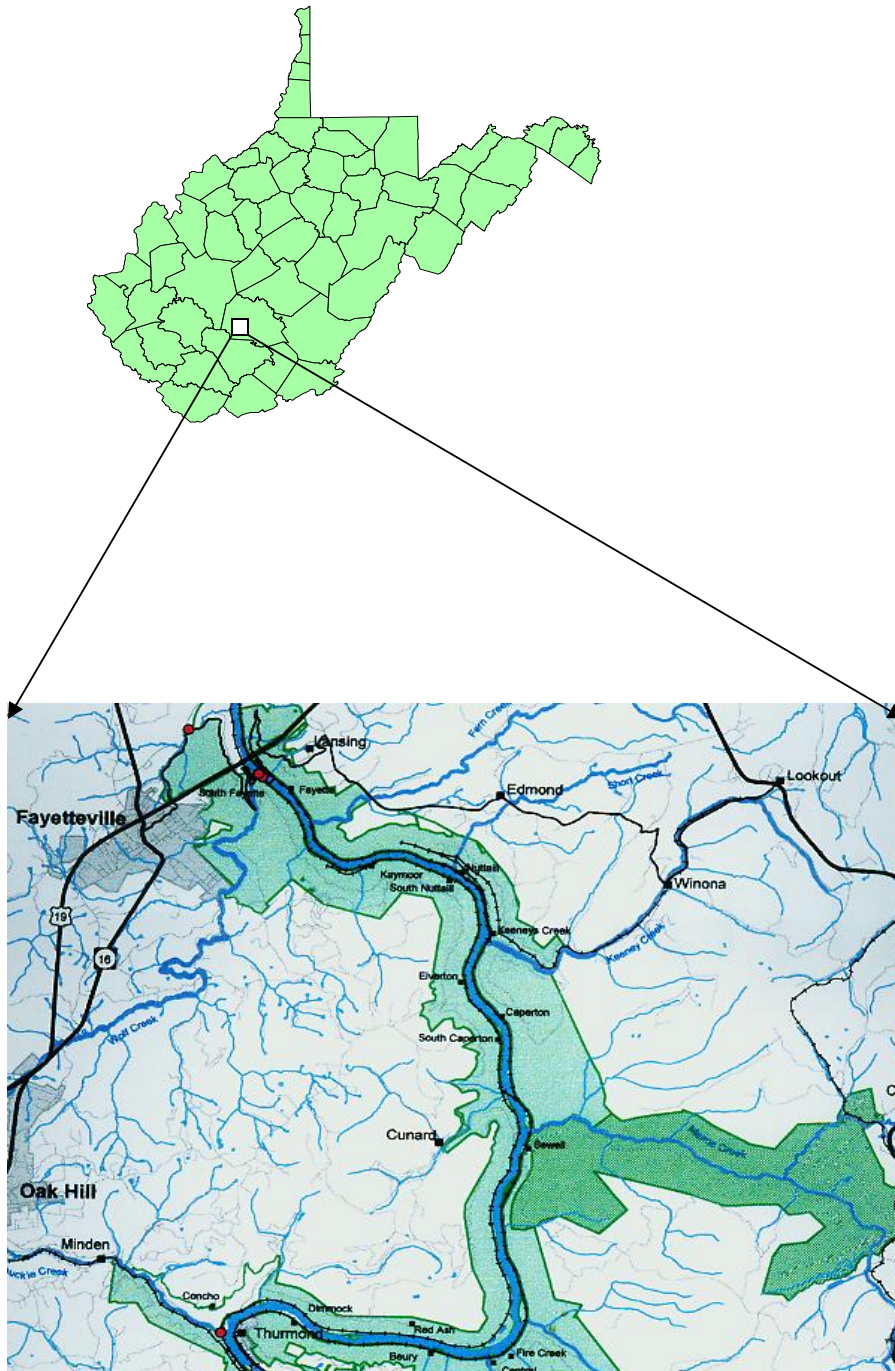 Lansing
Fern Creek
Lookout
South Fayette
Fayette
Edmond
Short Creek
Fayetteville
Kaymoor
Nuttall
South Nuttall
Winona
19
Keeneys Creek
Keeney Creek
16
Elverton
Caperton
Wolf Creek
South Caperton
Cunard
Sewell
Manns Creek
Oak Hill
Minden
Concho
Dimmock
Thurmond
Red Ash
Beury
Fire Creek
Central